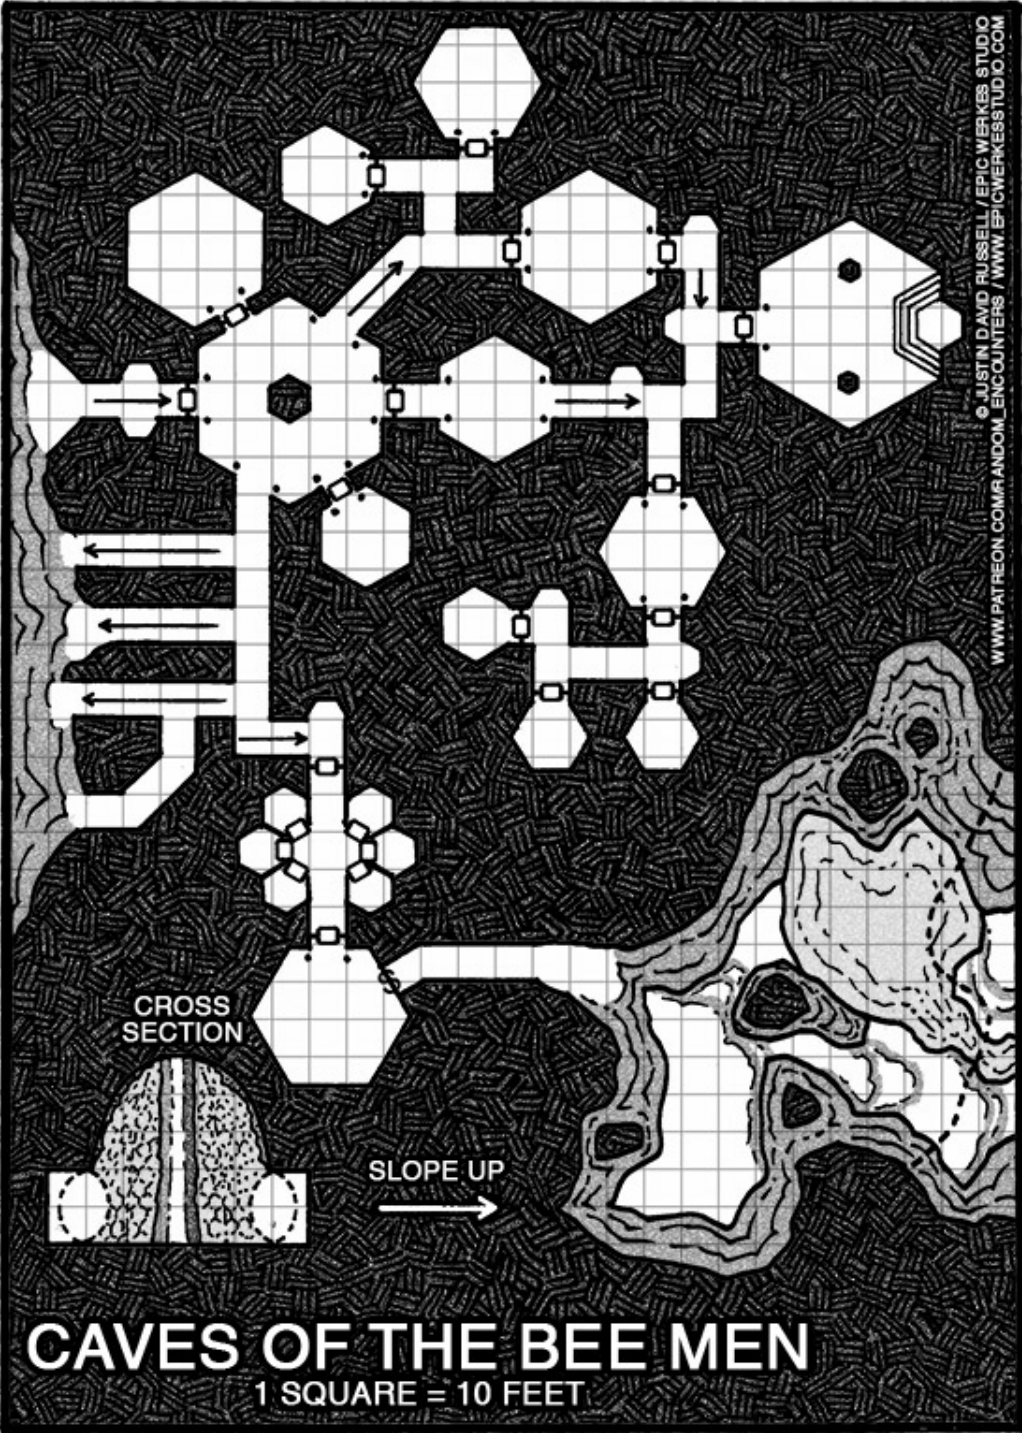 © JUSTIN DAVID RUSSELL / EPIC WERKES STUDIO
WWW.PATREON.COM/RANDOM_ENCOUNTERS / WWW.EPICWERKESSTUDIO.COM
S
CROSS
SECTION
SLOPE UP
CAVES OF THE BEE MEN
1 SQUARE = 10 FEET